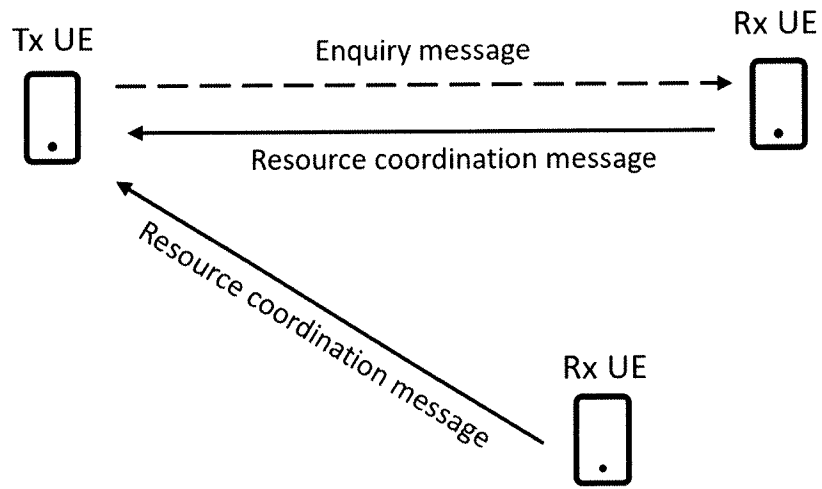 Tx UE
Rx UE
Enquiry message
Resource coordination message
Resource coordination message
Rx UE